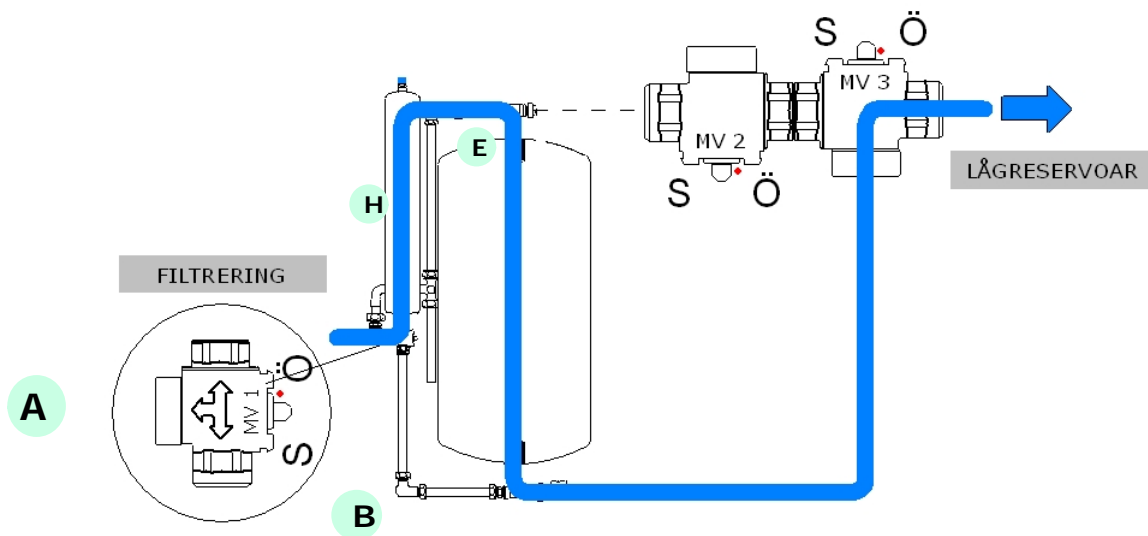 S Ö
MV 3
MV 2
S Ö
LÅGRESERVOAR
E
H
FILTRERING
Ö
MV 1
S
A
B